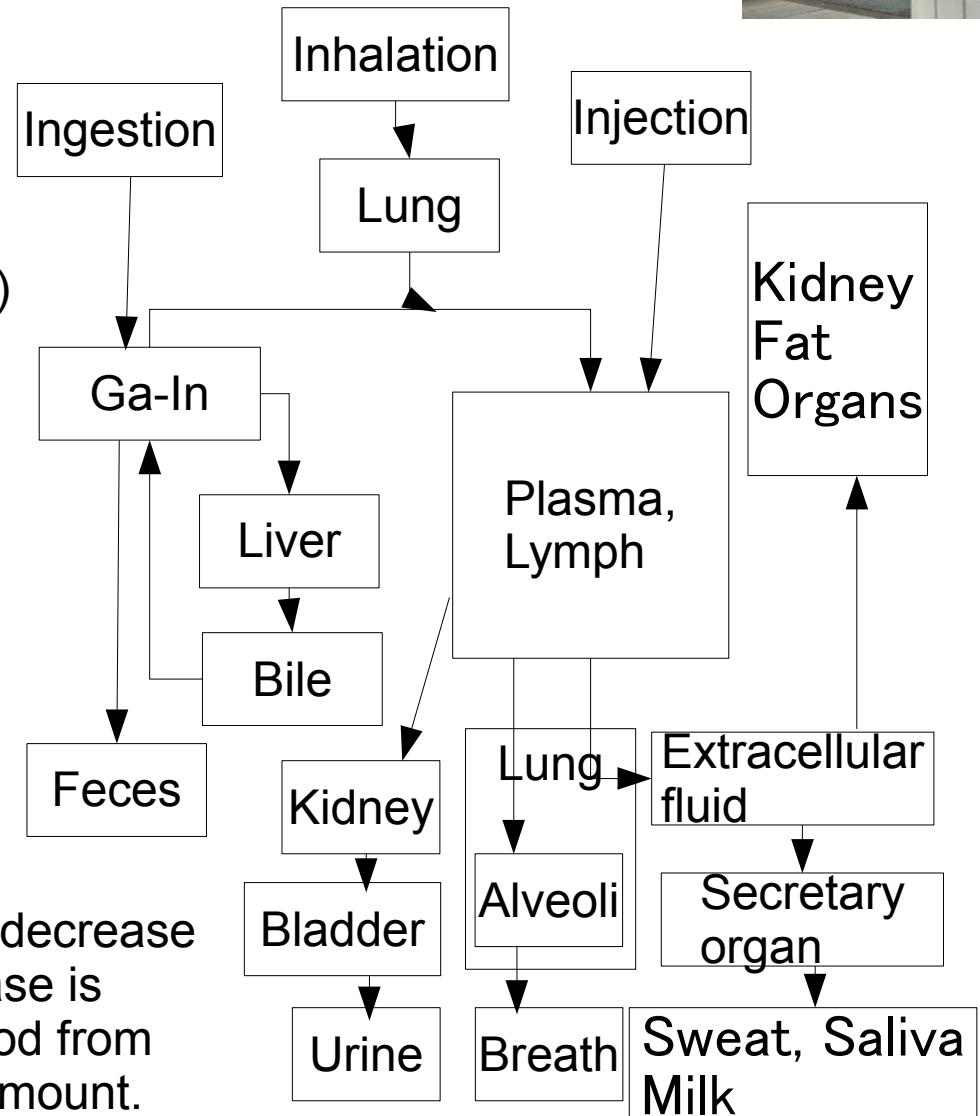 Inhalation
Ingestion
Injection
Lung
)
Kidney
Fat
Organs
Ga-In
Plasma,
Lymph
Liver
Bile
Lung
Extracellular
fluid
Feces
Kidney
Alveoli
Secretary
organ
decrease
Bladder
ase is
od from
mount.
Urine
Breath
Sweat, Saliva
Milk